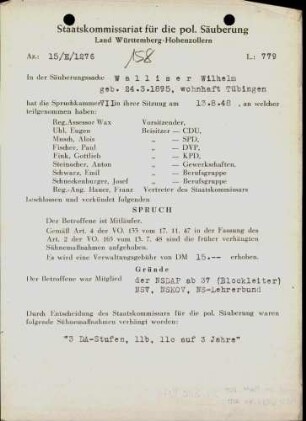 Staatskommissariat für die pol. Säuberung
Land Württemberg-Hohenzollern
Az.: 15/E/1276
158
L.: 779
In der Säuberungssache: Walliser Wilhelm
geb. 24.3.1895, wohnhaft Tübingen
hat die Spruchkammer VII in ihrer Sitzung am 13.8.48, an welcher
teilgenommen haben:
Reg. Assessor Wax Vorsitzender,
Uhl, Eugen Beisitzer — CDU,
Maush, Alois „ — SPD,
Fischer, Paul „ — DVP,
Fink, Gottlieb „ — KPD,
Steinacher, Anton „ — Gewerkschaften,
Schwarz, Emil „ — Berufsgruppe
Schneckenburger, Josef „ — Berufsgruppe
Reg.-Ang. Hauer, Franz Vertreter des Staatskommissars
beschlossen und verkündet folgenden
SPRUCH
Der Betroffene ist Mitläufer.
Gemäß Art. 4 der VO. 133 vom 17. 11. 47 in der Fassung des
Art. 2 der VO. 165 vom 13. 7. 48 sind die früher verhängten
Sühnemaßnahmen aufgehoben.
Es wird eine Verwaltungsgebühr von DM 15.-- erhoben.
Gründe
Der Betroffene war Mitglied der NSDAP ab 37 (Blockleiter)
NSV, NSKOV, NS-Lehrerbund
Durch Entscheidung des Staatskommissars für die pol. Säuberung waren
folgende Sühnemaßnahmen verhängt worden:
"3 DA-Stufen, 11b, 11c auf 3 Jahre"